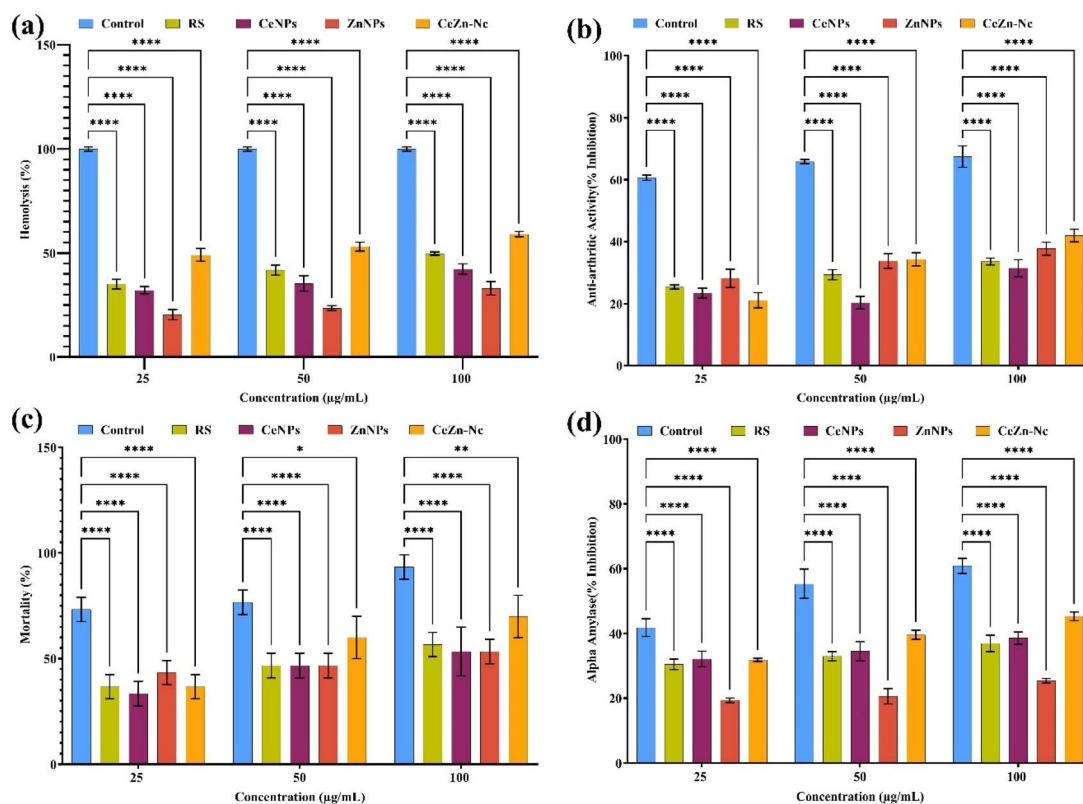 (a)
Control RS CeNPs ZnNPs CeZn-Nc
150
100
50
0
Hemolysis (%)
**** **** ****
**** **** ****
**** **** ****
**** **** ****
25 50 100
Concentration (µg/mL)
(b)
Control RS CeNPs ZnNPs CeZn-Nc
100
80
60
40
20
0
Anti-arthritic Activity(% Inhibition)
**** **** ****
**** **** ****
**** **** ****
**** **** ****
25 50 100
Concentration (µg/mL)
(c)
Control RS CeNPs ZnNPs CeZn-Nc
150
100
50
0
Mortality (%)
**** * **
**** **** ****
**** **** ****
**** **** ****
25 50 100
Concentration (µg/mL)
(d)
Control RS CeNPs ZnNPs CeZn-Nc
100
80
60
40
20
0
Alpha Amylase(% Inhibition)
**** **** ****
**** **** ****
**** **** ****
**** **** ****
25 50 100
Concentration (µg/mL)